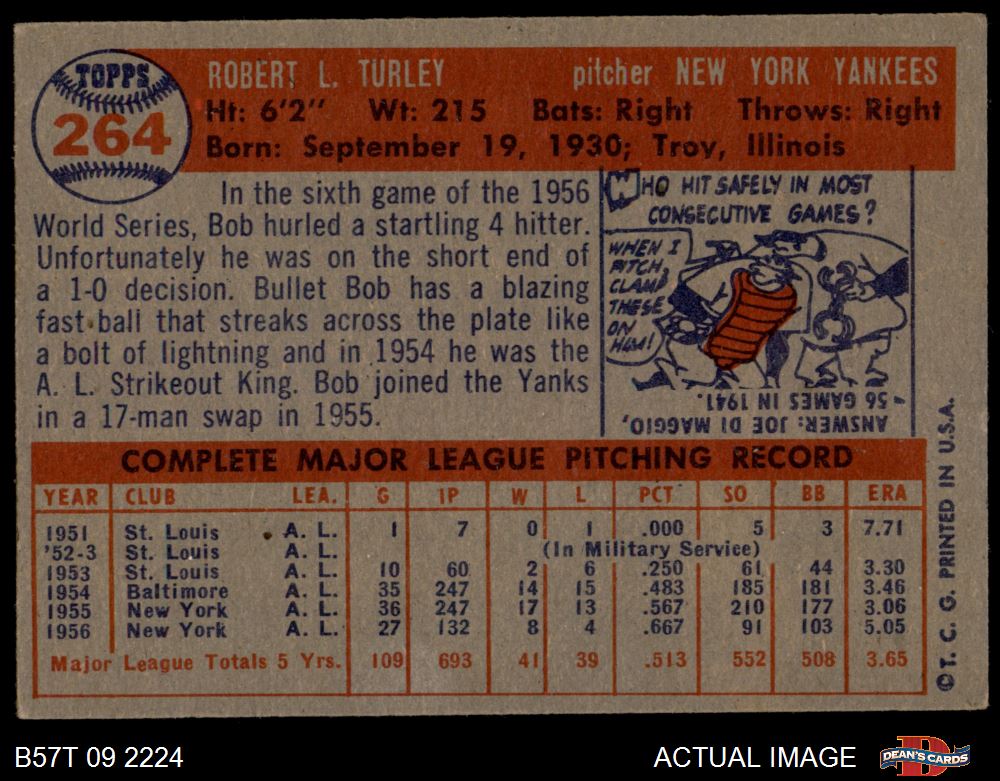 TOPPS
264
ROBERT L. TURLEY pitcher NEW YORK YANKEES
Ht: 6'2" Wt: 215 Bats: Right Throws: Right
Born: September 19, 1930; Troy, Illinois
In the sixth game of the 1956
World Series, Bob hurled a startling 4 hitter.
Unfortunately he was on the short end of
a 1-0 decision. Bullet Bob has a blazing
fast ball that streaks across the plate like
a bolt of lightning and in 1954 he was the
A. L. Strikeout King. Bob joined the Yanks
in a 17-man swap in 1955.
WHO HIT SAFELY IN MOST
CONSECUTIVE GAMES?
WHEN I
PITCH,
CLAMP
THESE
ON
HIM!
ANSWER: JOE DI MAGGIO,
- 56 GAMES IN 1941.
COMPLETE MAJOR LEAGUE PITCHING RECORD
YEAR CLUB LEA. G IP W L PCT SO BB ERA
1951 St. Louis A. L. 1 7 0 1 .000 5 3 7.71
'52-3 St. Louis A. L. (In Military Service)
1953 St. Louis A. L. 10 60 2 6 .250 61 44 3.30
1954 Baltimore A. L. 35 247 14 15 .483 185 181 3.46
1955 New York A. L. 36 247 17 13 .567 210 177 3.06
1956 New York A. L. 27 132 8 4 .667 91 103 5.05
Major League Totals 5 Yrs. 109 693 41 39 .513 552 508 3.65
©T. C. G. PRINTED IN U.S.A.
B57T 09 2224 ACTUAL IMAGE DEAN'S CARDS